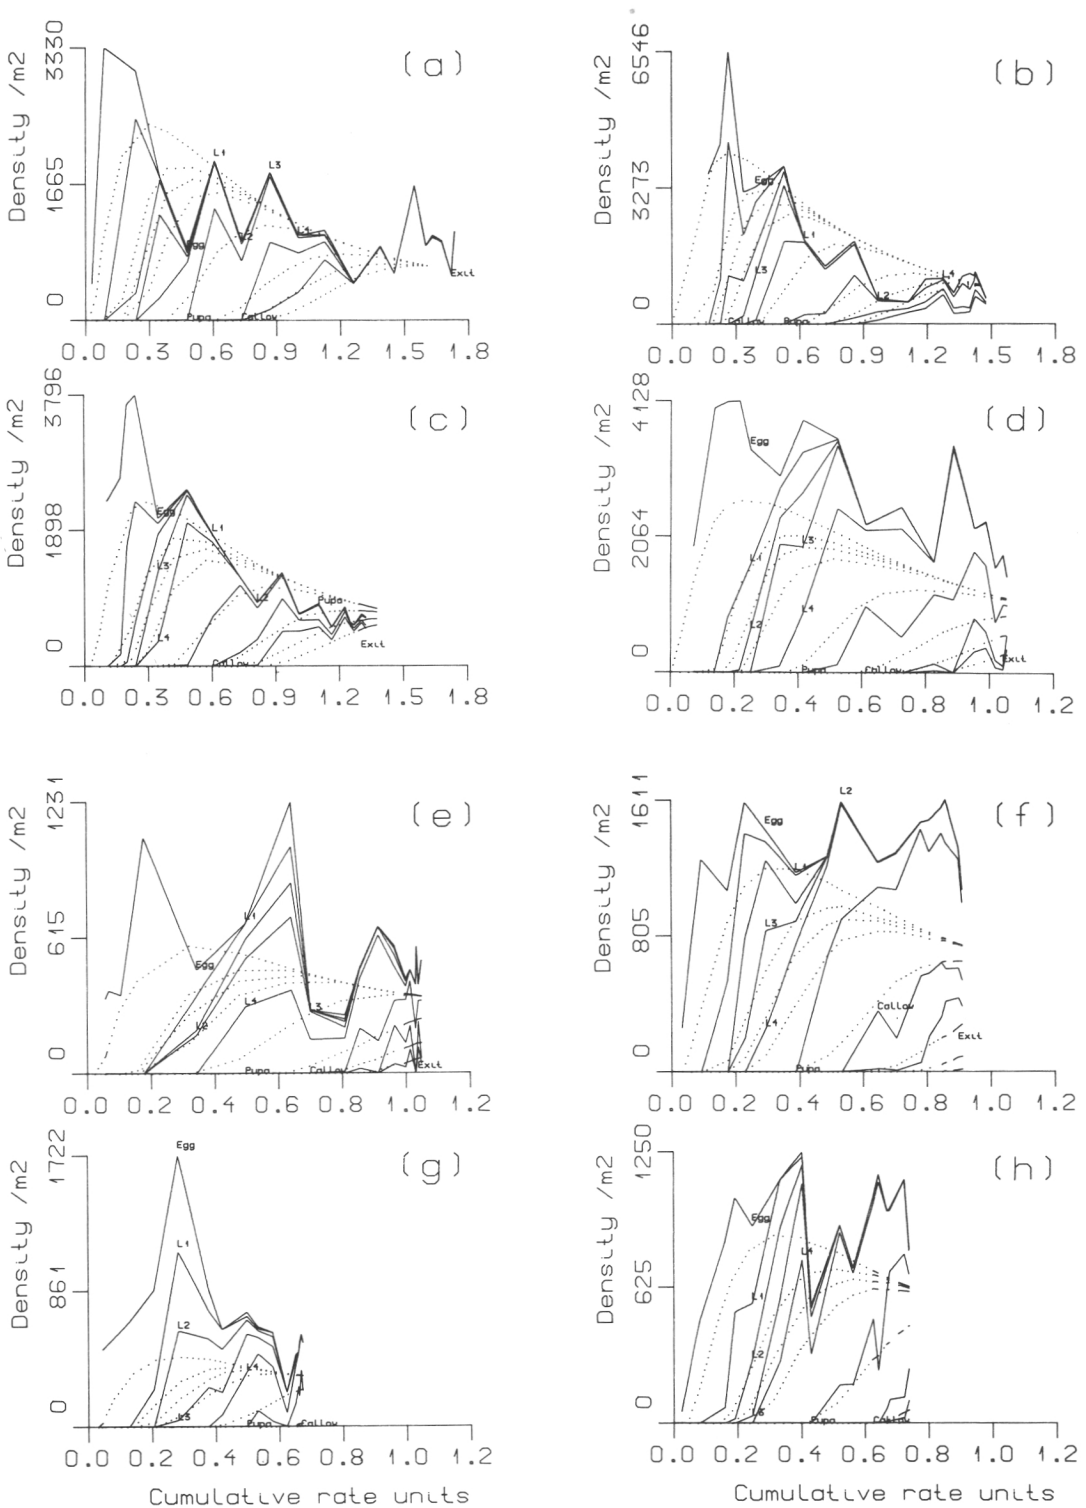 Density /m2
3330
1665
0
(a)
L1
L3
L4
Egg
L2
Pupa
Callow
Exit
0.0 0.3 0.6 0.9 1.2 1.5 1.8
Density /m2
6546
3273
0
(b)
Egg
L1
L3
L4
L2
Callow
Pupa
0.0 0.3 0.6 0.9 1.2 1.5 1.8
Density /m2
3796
1898
0
(c)
Egg
L1
L3
L2
Pupa
L4
Callow
Exit
0.0 0.3 0.6 0.9 1.2 1.5 1.8
Density /m2
4128
2064
0
(d)
Egg
L3
L1
L4
L2
Pupa
Callow
Exit
0.0 0.2 0.4 0.6 0.8 1.0 1.2
Density /m2
1231
615
0
(e)
L1
Egg
L4
L3
L2
Pupa
Callow
Exit
0.0 0.2 0.4 0.6 0.8 1.0 1.2
Density /m2
1611
805
0
(f)
L2
Egg
L1
L3
Callow
L4
Exit
Pupa
0.0 0.2 0.4 0.6 0.8 1.0 1.2
Density /m2
1722
861
0
(g)
Egg
L1
L2
L4
L3
Pupa
Callow
0.0 0.2 0.4 0.6 0.8 1.0 1.2
Cumulative rate units
Density /m2
1250
625
0
(h)
Egg
L4
L1
L2
L3
Pupa
Callow
0.0 0.2 0.4 0.6 0.8 1.0 1.2
Cumulative rate units